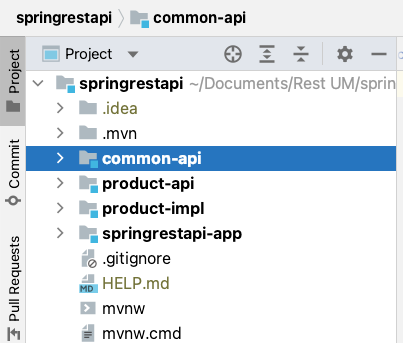 springrestapi
common-api
Project
springrestapi ~/Documents/Rest UM/sprin
.idea
.mvn
common-api
product-api
product-impl
springrestapi-app
.gitignore
MD HELP.md
mvnw
mvnw.cmd
Project
Commit
Pull Requests